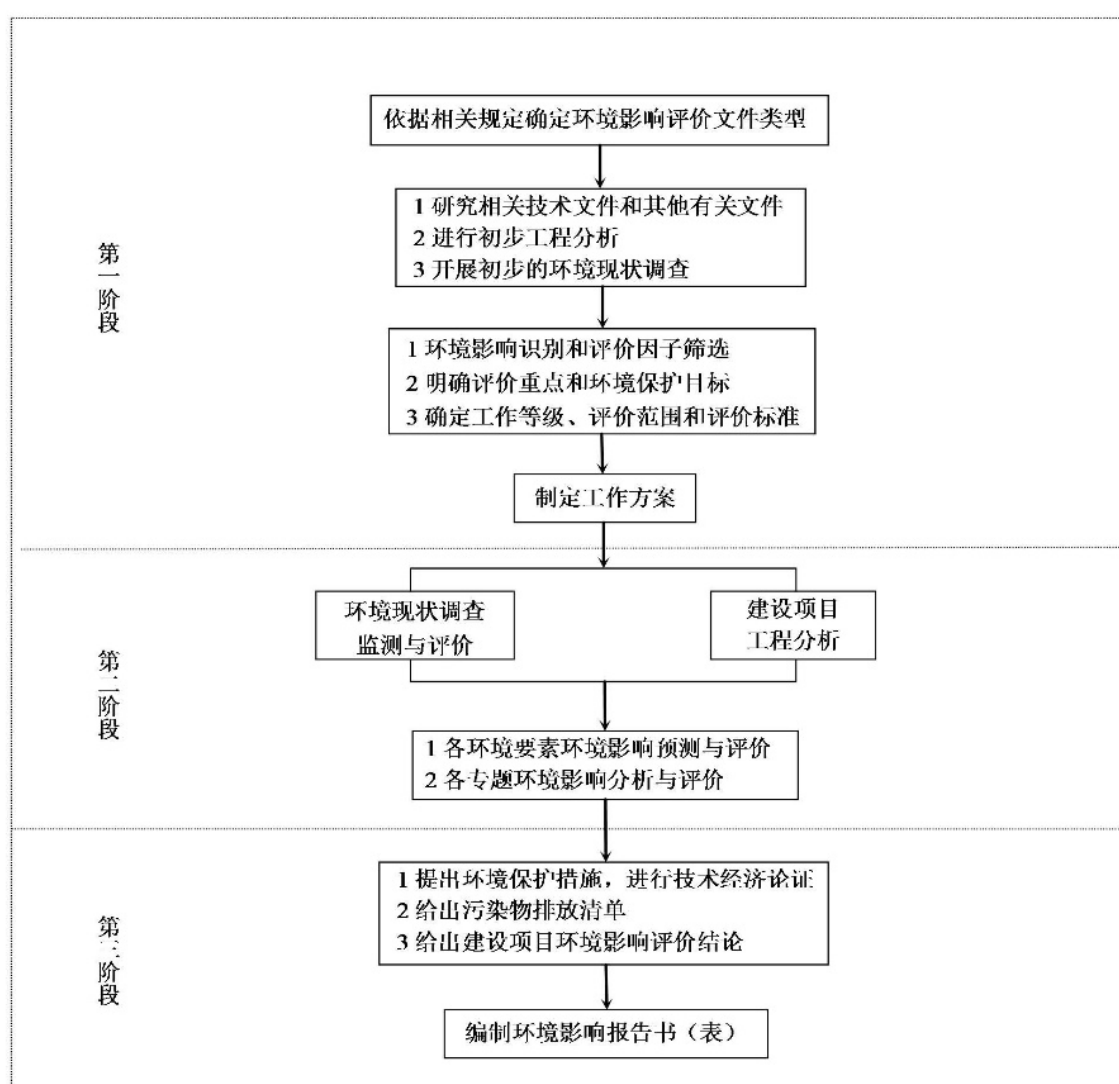 依据相关规定确定环境影响评价文件类型
第一阶段
1 研究相关技术文件和其他有关文件
2 进行初步工程分析
3 开展初步的环境现状调查
1 环境影响识别和评价因子筛选
2 明确评价重点和环境保护目标
3 确定工作等级、评价范围和评价标准
制定工作方案
第二阶段
环境现状调查
监测与评价
建设项目
工程分析
1 各环境要素环境影响预测与评价
2 各专题环境影响分析与评价
第三阶段
1 提出环境保护措施，进行技术经济论证
2 给出污染物排放清单
3 给出建设项目环境影响评价结论
编制环境影响报告书（表）